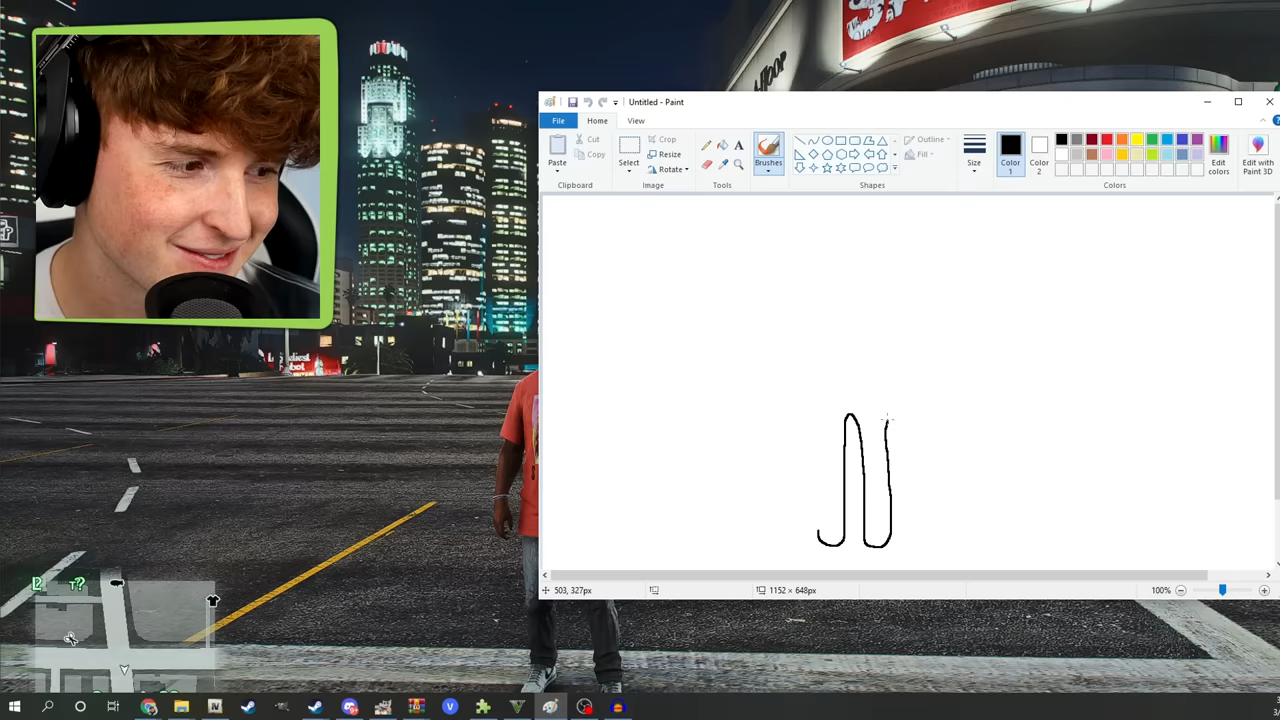 Untitled - Paint
File Home View
Cut
Copy
Paste
Clipboard
Select
Crop
Resize
Rotate
Image
A
Tools
Brushes
Outline
Fill
Shapes
Size
Color 1
Color 2
Edit colors
Colors
Edit with Paint 3D
503, 327px
1152 × 648px
100%
T?